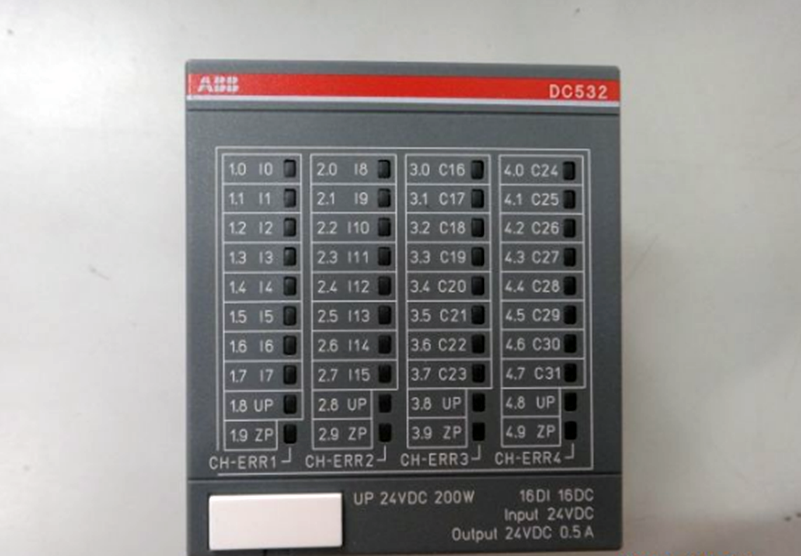 ABB DC532
1.0 I0 2.0 I8 3.0 C16 4.0 C24
1.1 I1 2.1 I9 3.1 C17 4.1 C25
1.2 I2 2.2 I10 3.2 C18 4.2 C26
1.3 I3 2.3 I11 3.3 C19 4.3 C27
1.4 I4 2.4 I12 3.4 C20 4.4 C28
1.5 I5 2.5 I13 3.5 C21 4.5 C29
1.6 I6 2.6 I14 3.6 C22 4.6 C30
1.7 I7 2.7 I15 3.7 C23 4.7 C31
1.8 UP 2.8 UP 3.8 UP 4.8 UP
1.9 ZP 2.9 ZP 3.9 ZP 4.9 ZP
CH-ERR1 CH-ERR2 CH-ERR3 CH-ERR4
UP 24VDC 200W 16DI 16DC
Input 24VDC
Output 24VDC 0.5A